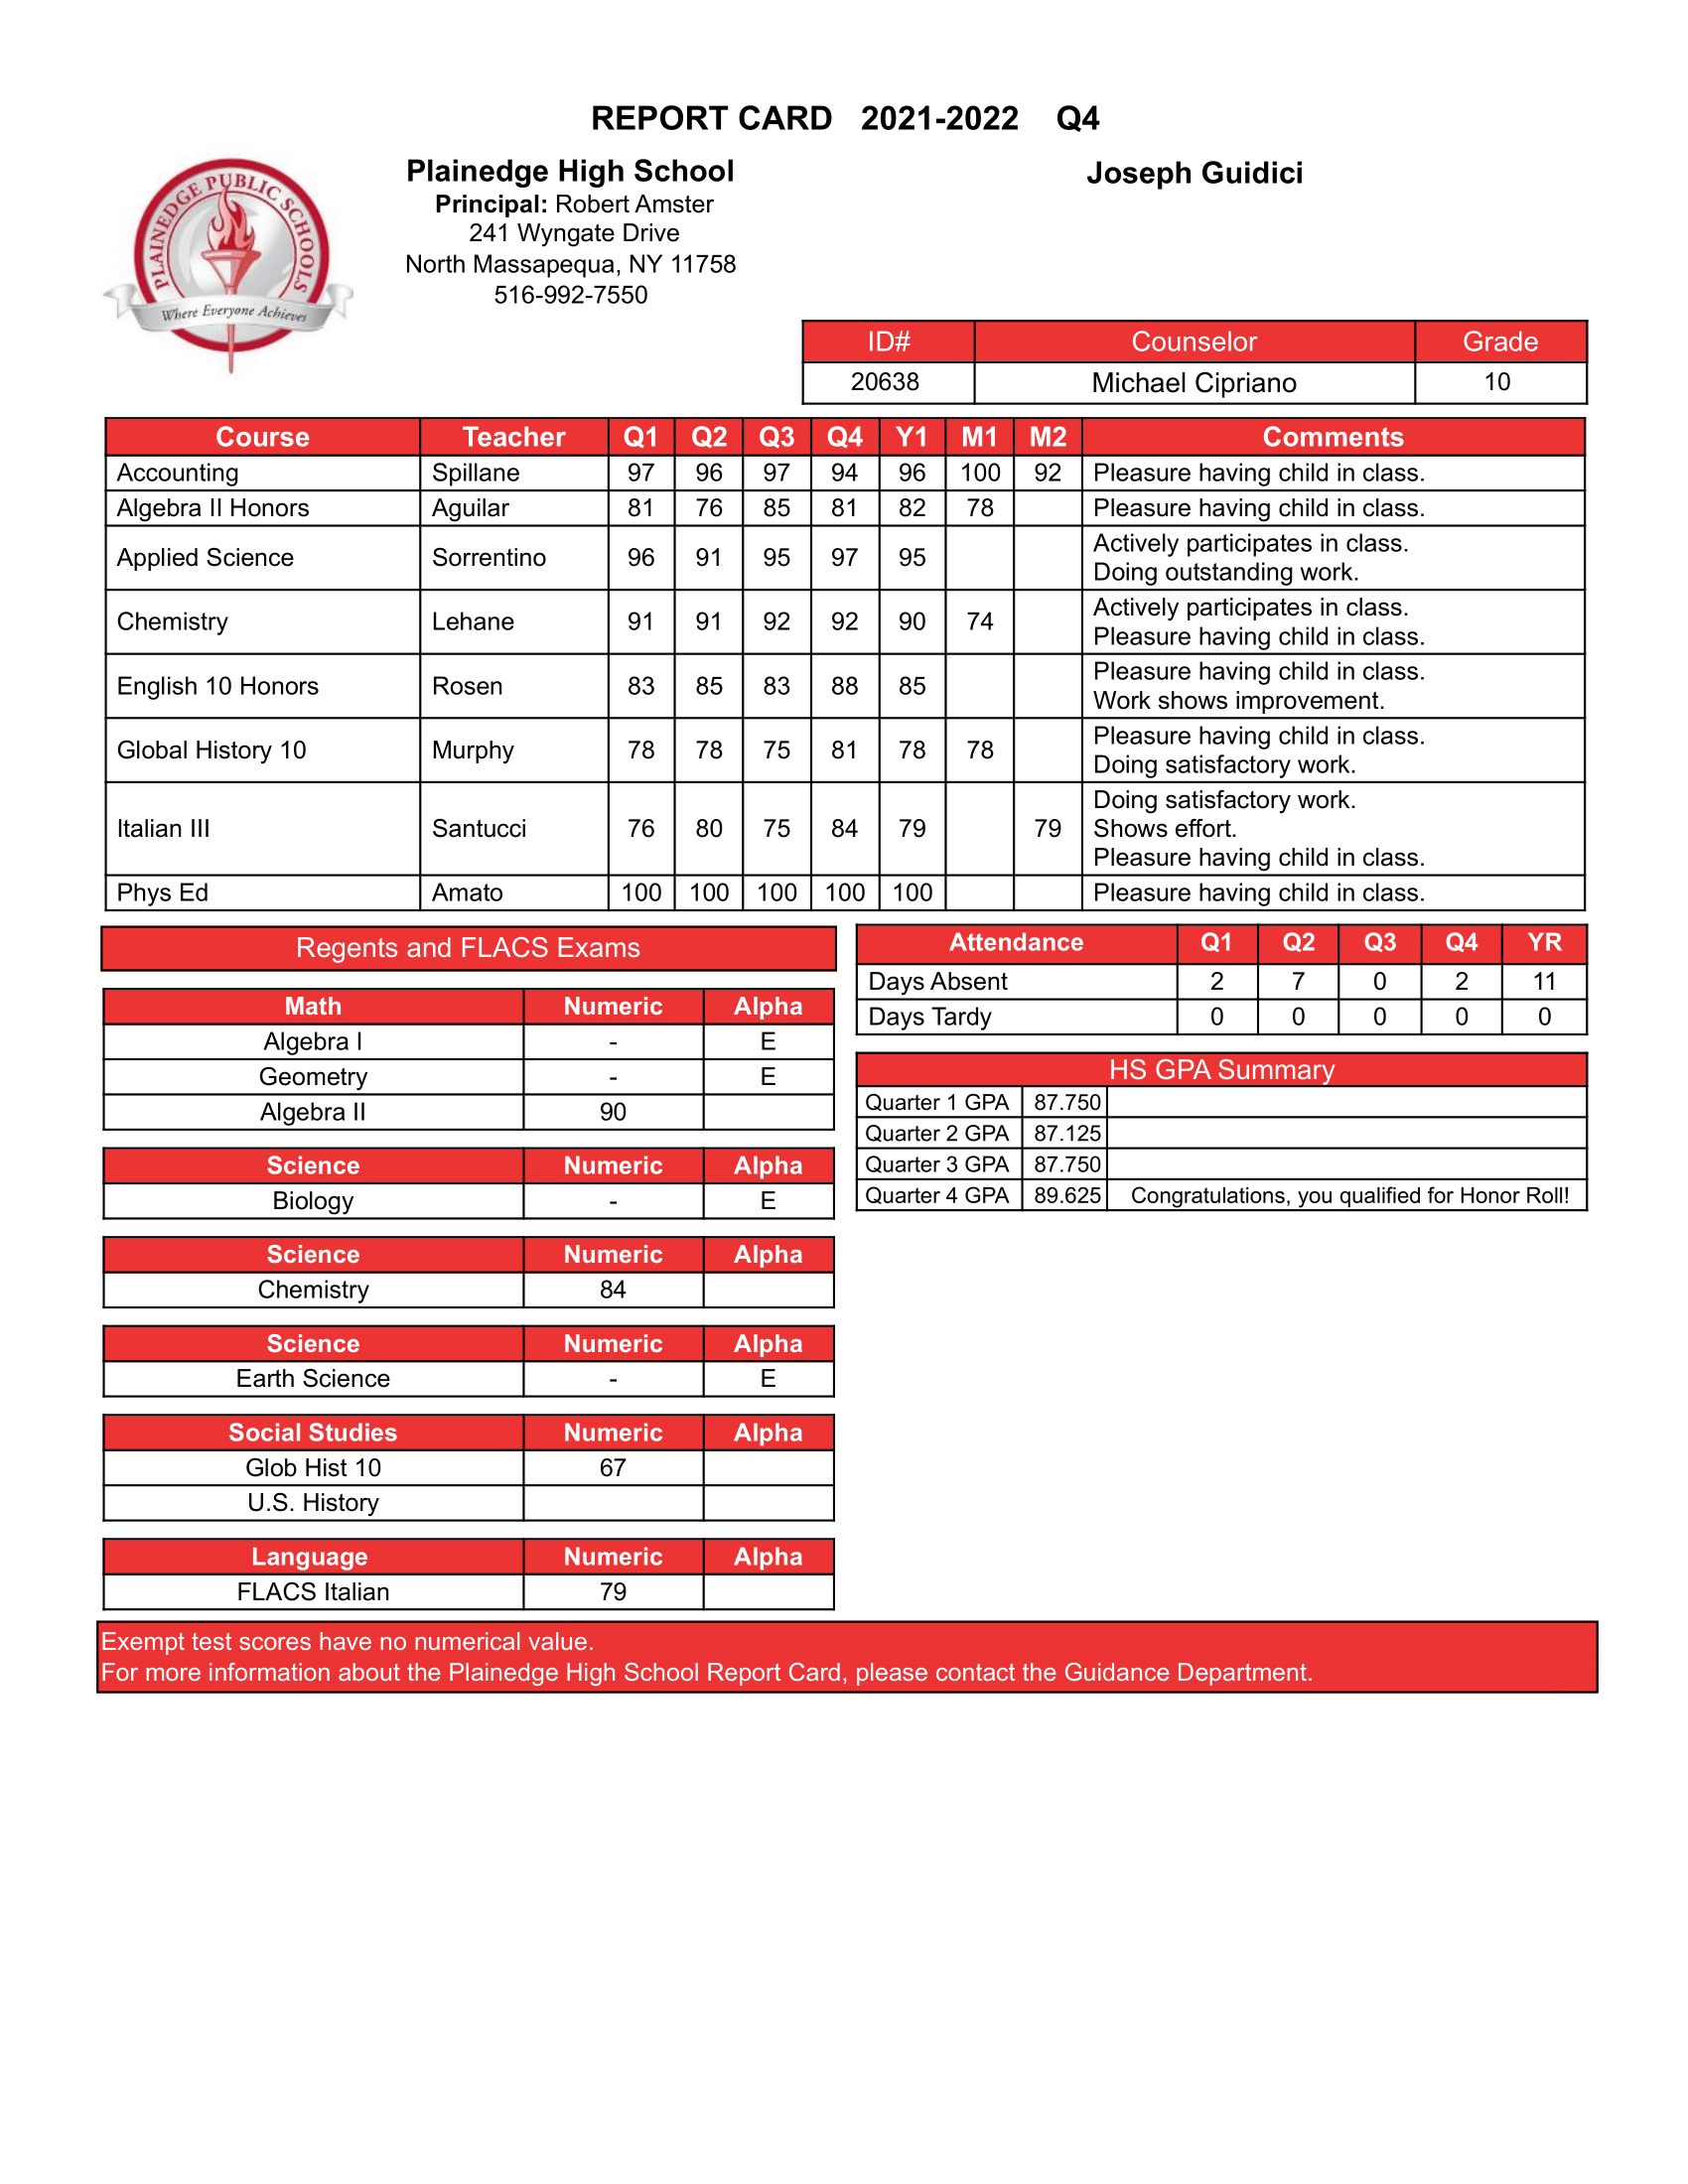 REPORT CARD 2021-2022 Q4
PLAINEDGE PUBLIC SCHOOLS
Where Everyone Achieves
Plainedge High School
Principal: Robert Amster
241 Wyngate Drive
North Massapequa, NY 11758
516-992-7550
Joseph Guidici
ID# Counselor Grade
20638 Michael Cipriano 10
Course Teacher Q1 Q2 Q3 Q4 Y1 M1 M2 Comments
Accounting Spillane 97 96 97 94 96 100 92 Pleasure having child in class.
Algebra II Honors Aguilar 81 76 85 81 82 78 Pleasure having child in class.
Applied Science Sorrentino 96 91 95 97 95 Actively participates in class.
Doing outstanding work.
Chemistry Lehane 91 91 92 92 90 74 Actively participates in class.
Pleasure having child in class.
English 10 Honors Rosen 83 85 83 88 85 Pleasure having child in class.
Work shows improvement.
Global History 10 Murphy 78 78 75 81 78 78 Pleasure having child in class.
Doing satisfactory work.
Italian III Santucci 76 80 75 84 79 79 Doing satisfactory work.
Shows effort.
Pleasure having child in class.
Phys Ed Amato 100 100 100 100 100 Pleasure having child in class.
Regents and FLACS Exams
Math Numeric Alpha
Algebra I - E
Geometry - E
Algebra II 90
Science Numeric Alpha
Biology - E
Science Numeric Alpha
Chemistry 84
Science Numeric Alpha
Earth Science - E
Social Studies Numeric Alpha
Glob Hist 10 67
U.S. History
Language Numeric Alpha
FLACS Italian 79
Attendance Q1 Q2 Q3 Q4 YR
Days Absent 2 7 0 2 11
Days Tardy 0 0 0 0 0
HS GPA Summary
Quarter 1 GPA 87.750
Quarter 2 GPA 87.125
Quarter 3 GPA 87.750
Quarter 4 GPA 89.625 Congratulations, you qualified for Honor Roll!
Exempt test scores have no numerical value.
For more information about the Plainedge High School Report Card, please contact the Guidance Department.